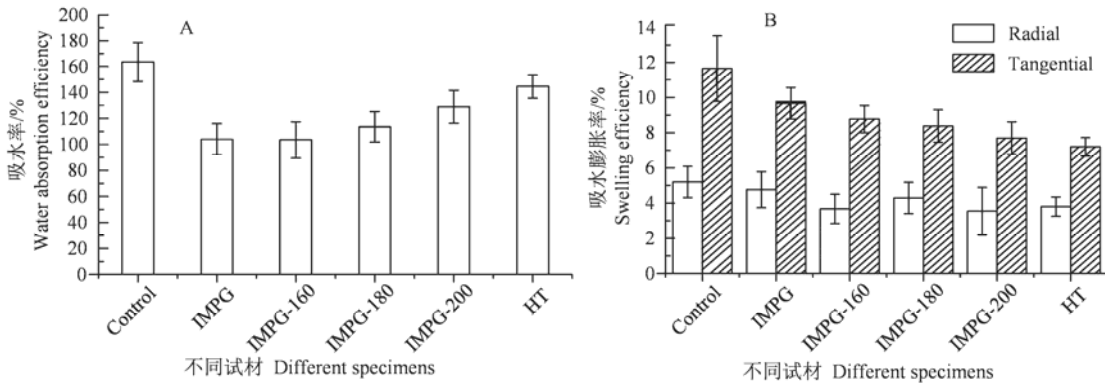 A
吸水率/%
Water absorption efficiency
200
180
160
140
120
100
80
60
40
20
0
Control
IMPG
IMPG-160
IMPG-180
IMPG-200
HT
不同试材 Different specimens
B
Radial
Tangential
吸水膨胀率/%
Swelling efficiency
14
12
10
8
6
4
2
0
Control
IMPG
IMPG-160
IMPG-180
IMPG-200
HT
不同试材 Different specimens